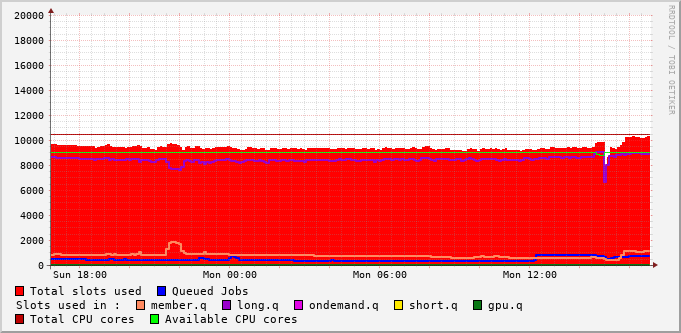 20000
18000
16000
14000
12000
10000
8000
6000
4000
2000
0
Sun 18:00 Mon 00:00 Mon 06:00 Mon 12:00
Total slots used Queued Jobs
Slots used in : member.q long.q ondemand.q short.q gpu.q
Total CPU cores Available CPU cores
RRDTOOL / TOBI OETIKER